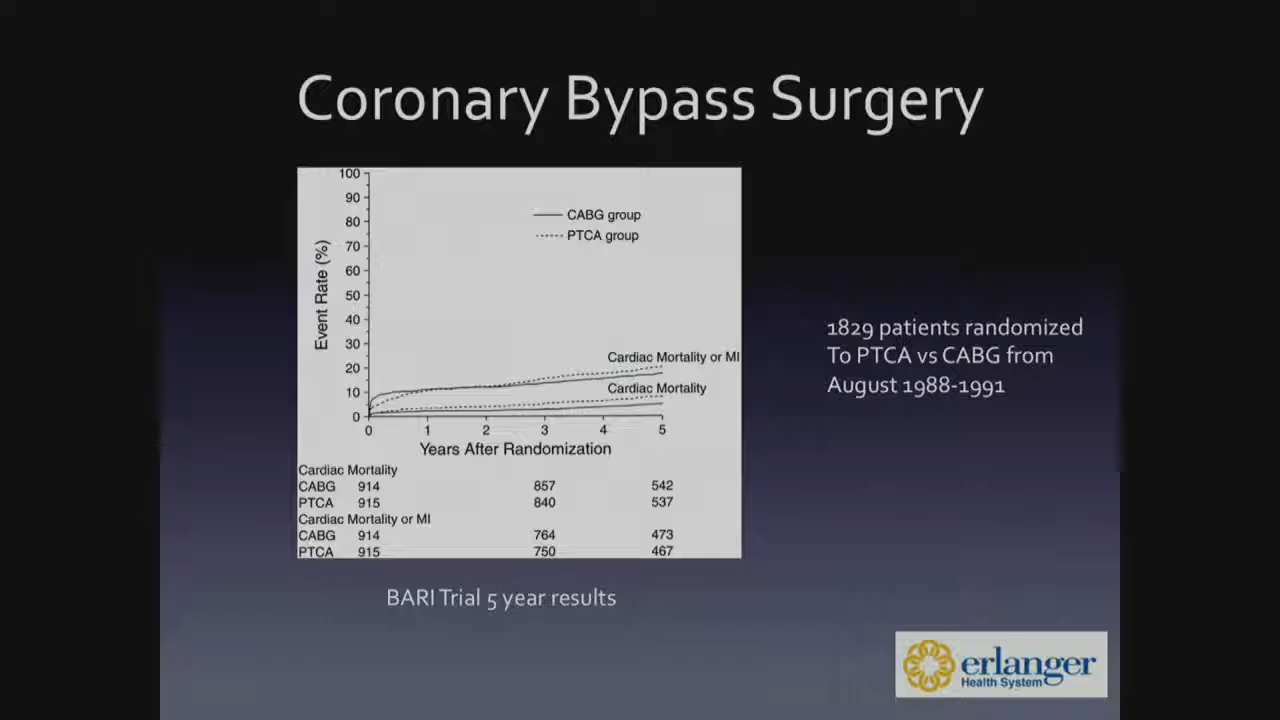 Coronary Bypass Surgery
100
90
80
70
60
50
40
30
20
10
0
Event Rate (%)
CABG group
PTCA group
Cardiac Mortality or MI
Cardiac Mortality
0 1 2 3 4 5
Years After Randomization
Cardiac Mortality
CABG 914 857 542
PTCA 915 840 537
Cardiac Mortality or MI
CABG 914 764 473
PTCA 915 750 467
BARI Trial 5 year results
1829 patients randomized
To PTCA vs CABG from
August 1988-1991
erlanger
Health System